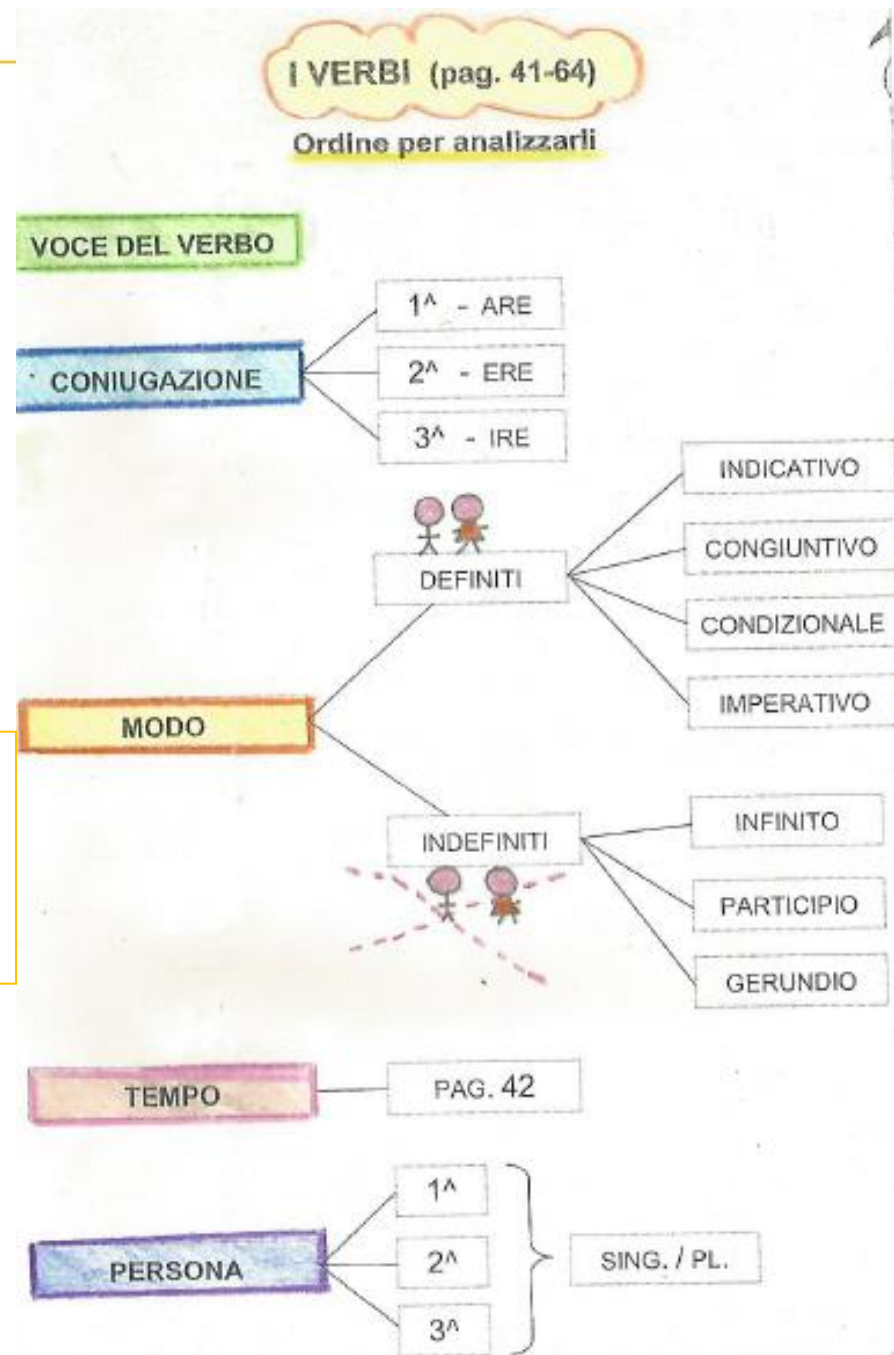 I VERBI (pag. 41-64)
Ordine per analizzarli
VOCE DEL VERBO
CONIUGAZIONE
1^ - ARE
2^ - ERE
3^ - IRE
MODO
DEFINITI
INDICATIVO
CONGIUNTIVO
CONDIZIONALE
IMPERATIVO
INDEFINITI
INFINITO
PARTICIPIO
GERUNDIO
TEMPO
PAG. 42
PERSONA
1^
2^
3^
SING. / PL.